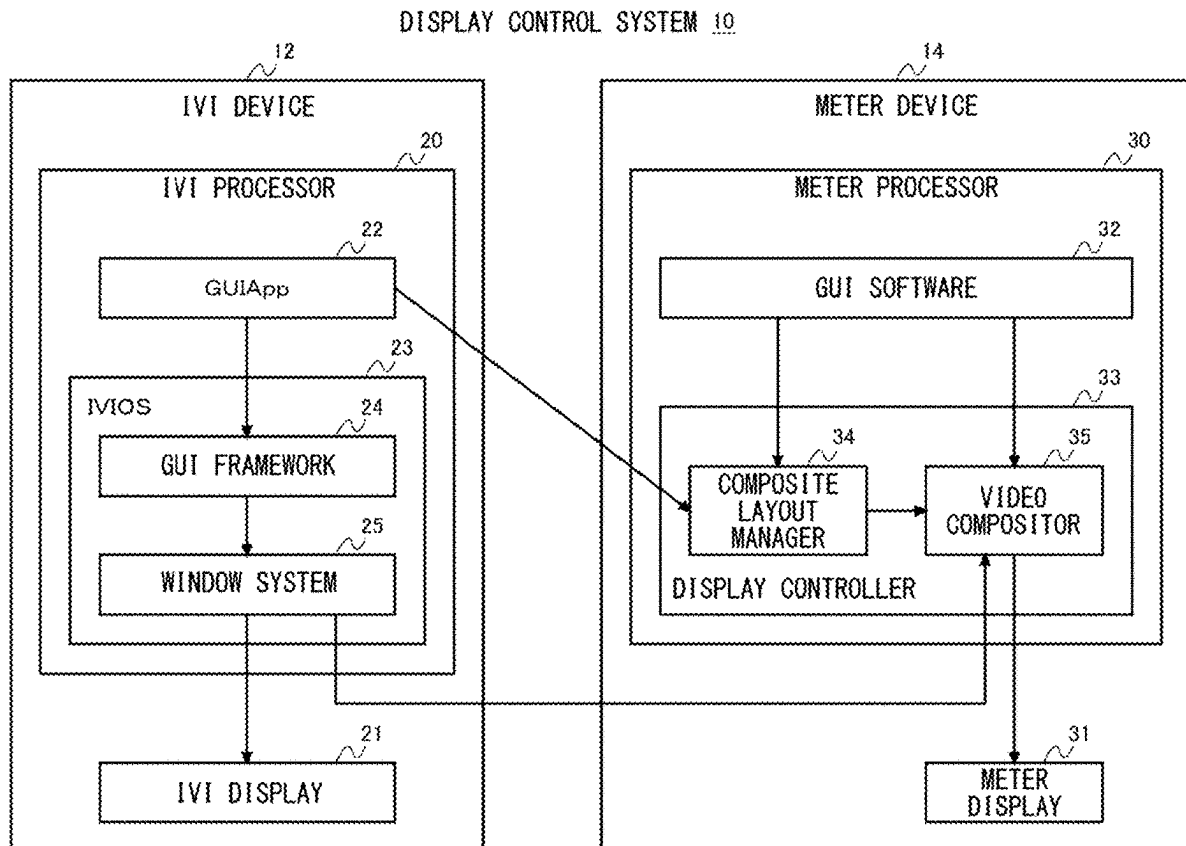 DISPLAY CONTROL SYSTEM 10
12
IVI DEVICE
20
IVI PROCESSOR
22
GUIApp
23
IVIOS
24
GUI FRAMEWORK
25
WINDOW SYSTEM
21
IVI DISPLAY
14
METER DEVICE
30
METER PROCESSOR
32
GUI SOFTWARE
33
34
COMPOSITE
LAYOUT
MANAGER
35
VIDEO
COMPOSITOR
DISPLAY CONTROLLER
31
METER
DISPLAY